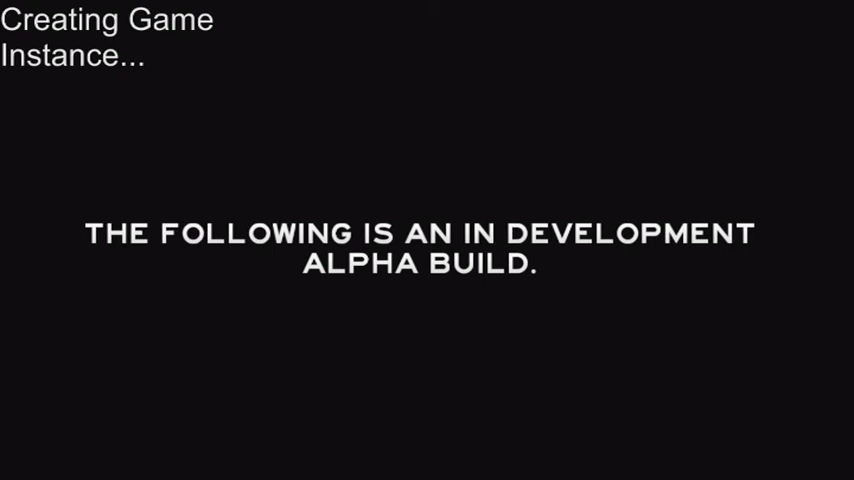 Creating Game
Instance...
THE FOLLOWING IS AN IN DEVELOPMENT
ALPHA BUILD.